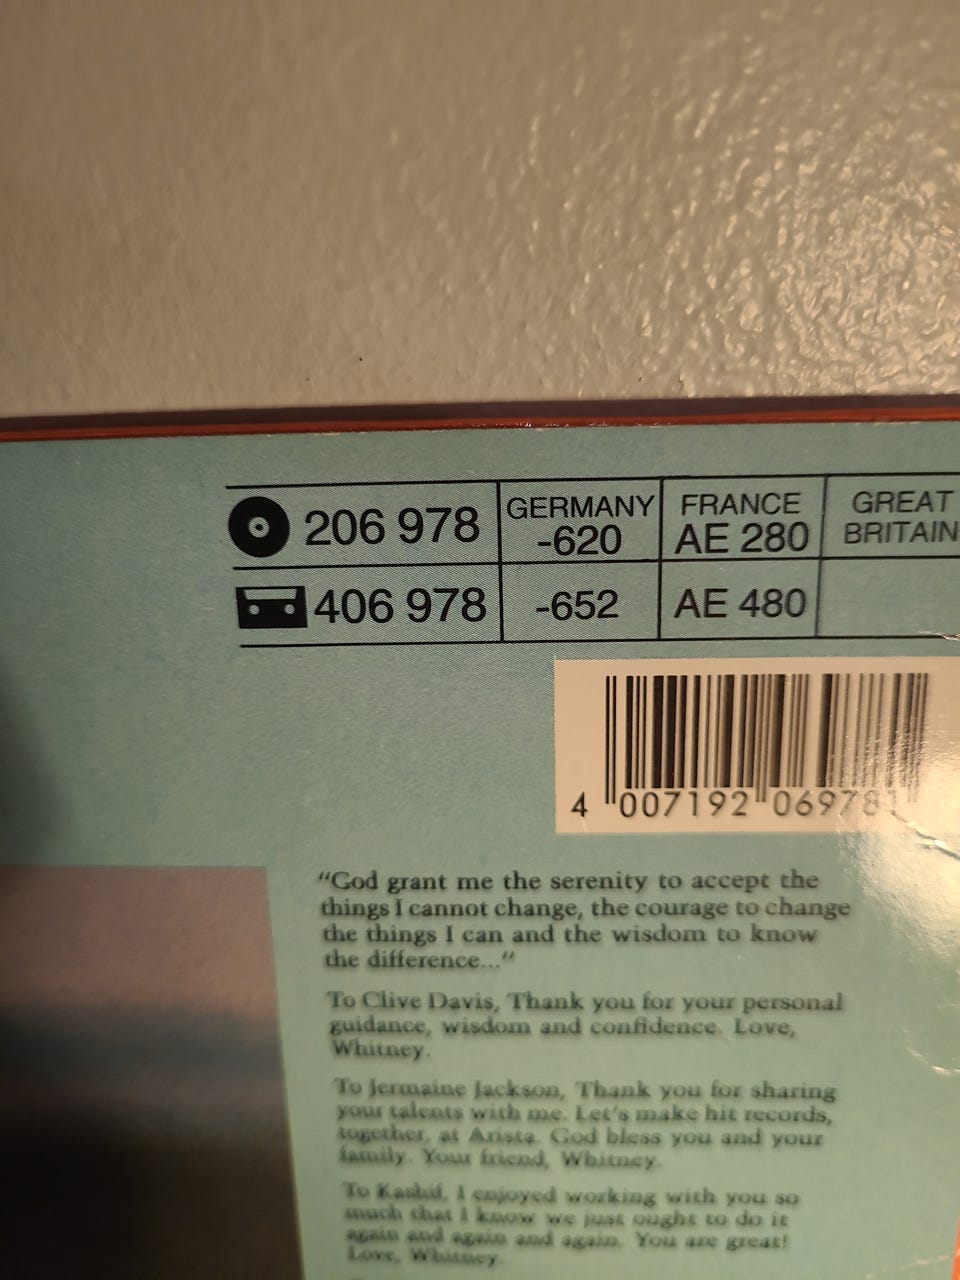 206 978 GERMANY -620 FRANCE AE 280 GREAT BRITAIN
406 978 -652 AE 480
4 007192 069781
"God grant me the serenity to accept the
things I cannot change, the courage to change
the things I can and the wisdom to know
the difference..."
To Clive Davis, Thank you for your personal
guidance, wisdom and confidence. Love,
Whitney.
To Jermaine Jackson, Thank you for sharing
your talents with me. Let's make hit records,
together, at Arista. God bless you and your
family. Your friend, Whitney.
To Kashif, I enjoyed working with you so
much that I know we just ought to do it
again and again and again. You are great!
Love, Whitney.